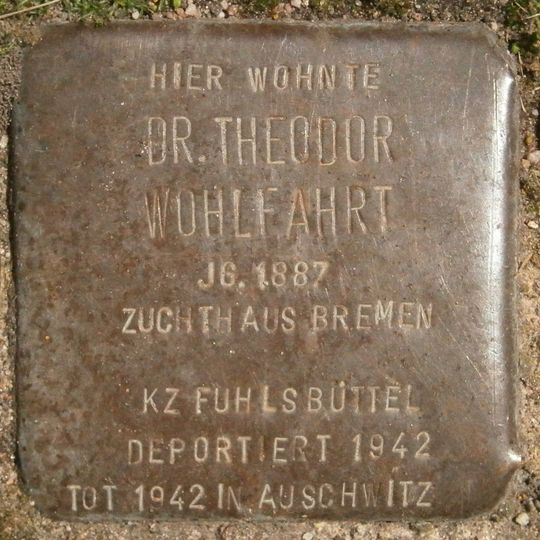 HIER WOHNTE
DR. THEODOR
WOHLFAHRT
JG. 1887
ZUCHTHAUS BREMEN
KZ FUHLSBÜTTEL
DEPORTIERT 1942
TOT 1942 IN AUSCHWITZ